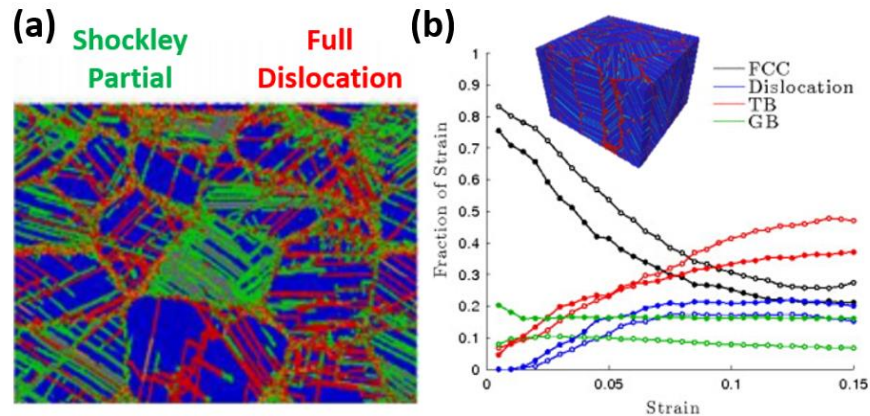 (a)
Shockley
Partial
Full
Dislocation
(b)
FCC
Dislocation
TB
GB
Fraction of Strain
1
0.9
0.8
0.7
0.6
0.5
0.4
0.3
0.2
0.1
0
0
0.05
0.1
0.15
Strain